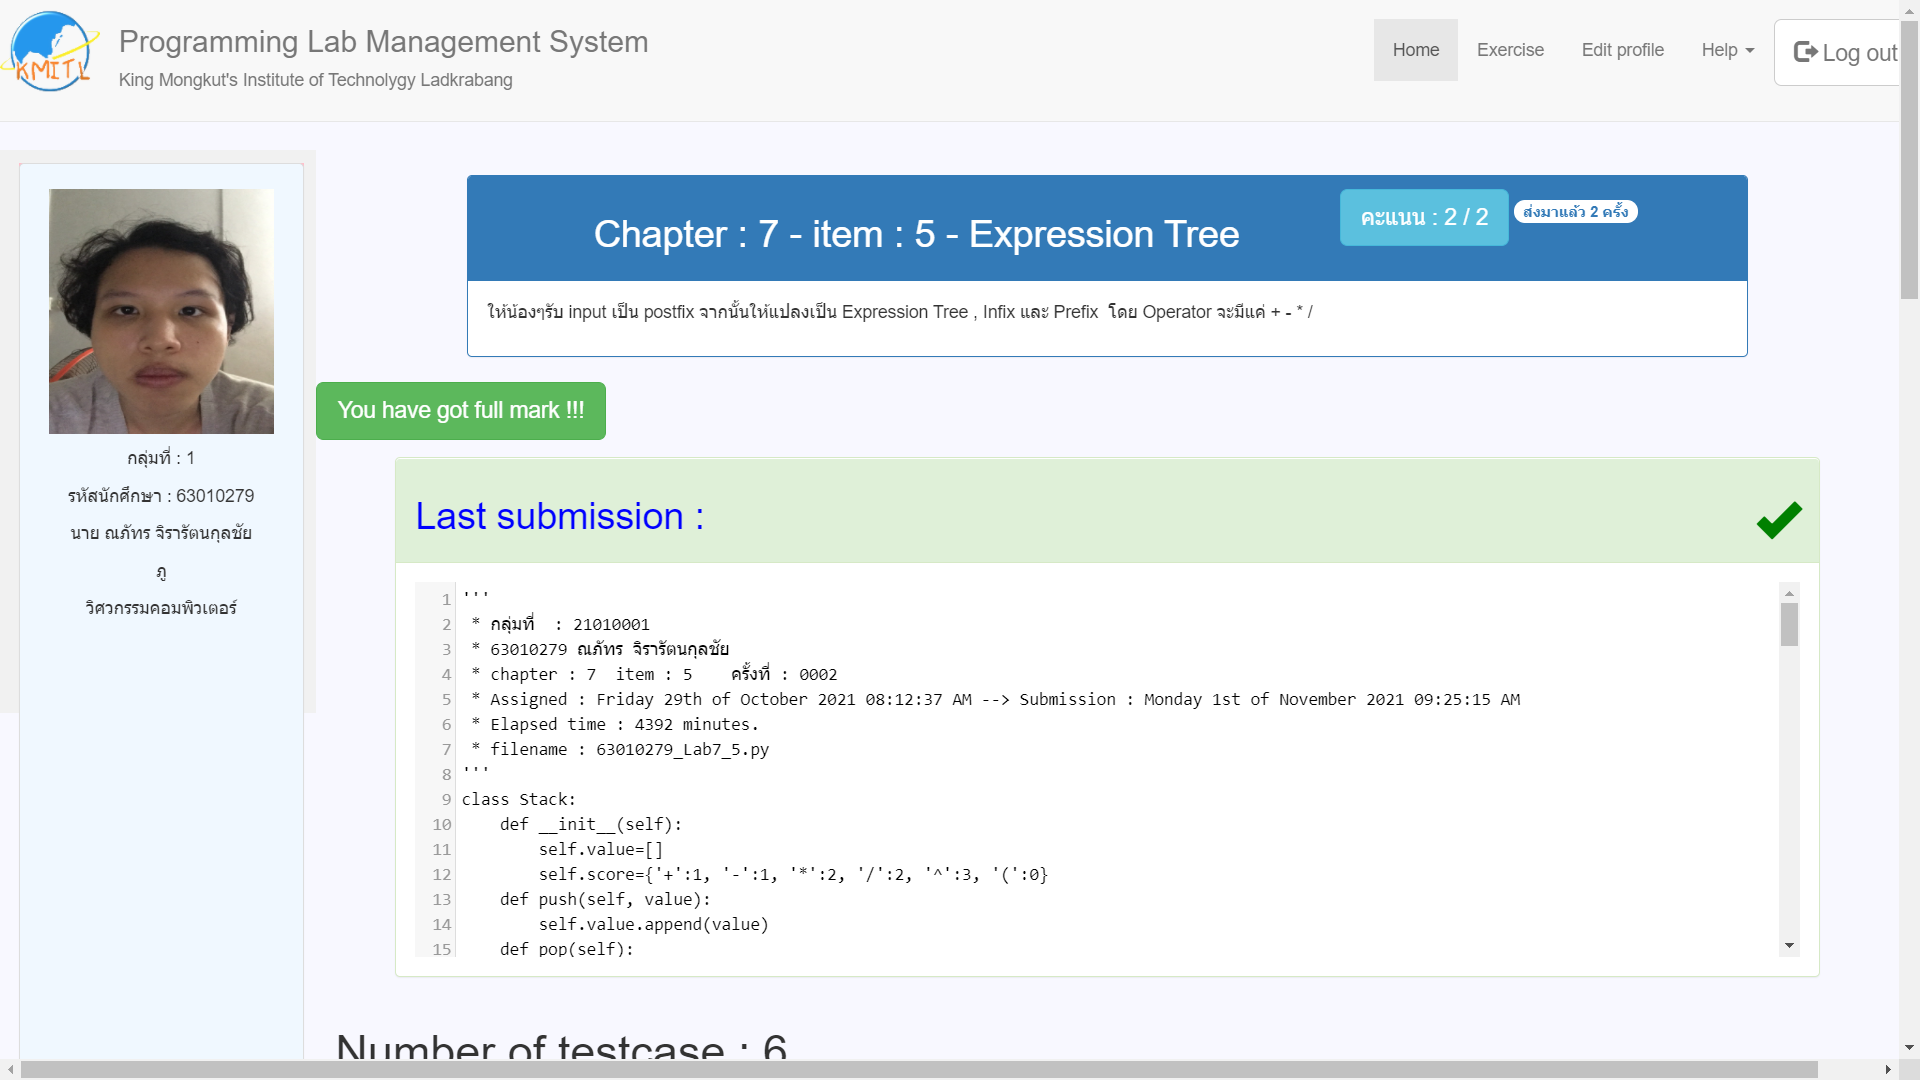 KMITL
Programming Lab Management System
King Mongkut's Institute of Technolygy Ladkrabang
Home
Exercise
Edit profile
Help
Log out
กลุ่มที่ : 1
รหัสนักศึกษา : 63010279
นาย ณภัทร จิรารัตนกุลชัย
ภู
วิศวกรรมคอมพิวเตอร์
Chapter : 7 - item : 5 - Expression Tree
คะแนน : 2 / 2
ส่งมาแล้ว 2 ครั้ง
ให้น้องๆรับ input เป็น postfix จากนั้นให้แปลงเป็น Expression Tree , Infix และ Prefix  โดย Operator จะมีแค่ + - * /
You have got full mark !!!
Last submission :
1 '''
2  * กลุ่มที่  : 21010001
3  * 63010279 ณภัทร จิรารัตนกุลชัย
4  * chapter : 7  item : 5    ครั้งที่ : 0002
5  * Assigned : Friday 29th of October 2021 08:12:37 AM --> Submission : Monday 1st of November 2021 09:25:15 AM
6  * Elapsed time : 4392 minutes.
7  * filename : 63010279_Lab7_5.py
8 '''
9 class Stack:
10     def __init__(self):
11         self.value=[]
12         self.score={'+':1, '-':1, '*':2, '/':2, '^':3, '(':0}
13     def push(self, value):
14         self.value.append(value)
15     def pop(self):
Number of testcase : 6